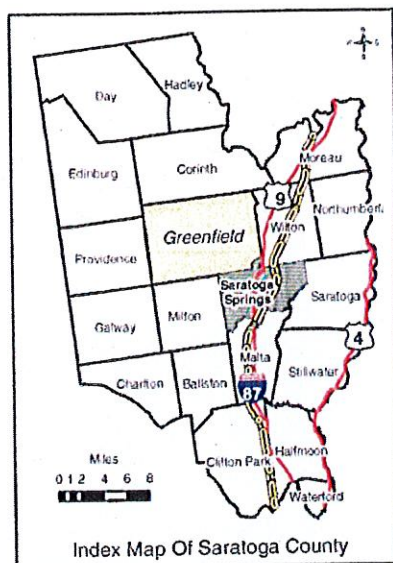 Hadley
Day
Moreau
Edinburg
Corinth
9
Northumberla
Wilton
Greenfield
Providence
Saratoga
Springs
Saratoga
Milton
Galway
4
Malta
Stillwater
Charlton
Ballston
87
Miles
0 1 2 4 6 8
Halfmoon
Clifton Park
Waterford
Index Map Of Saratoga County